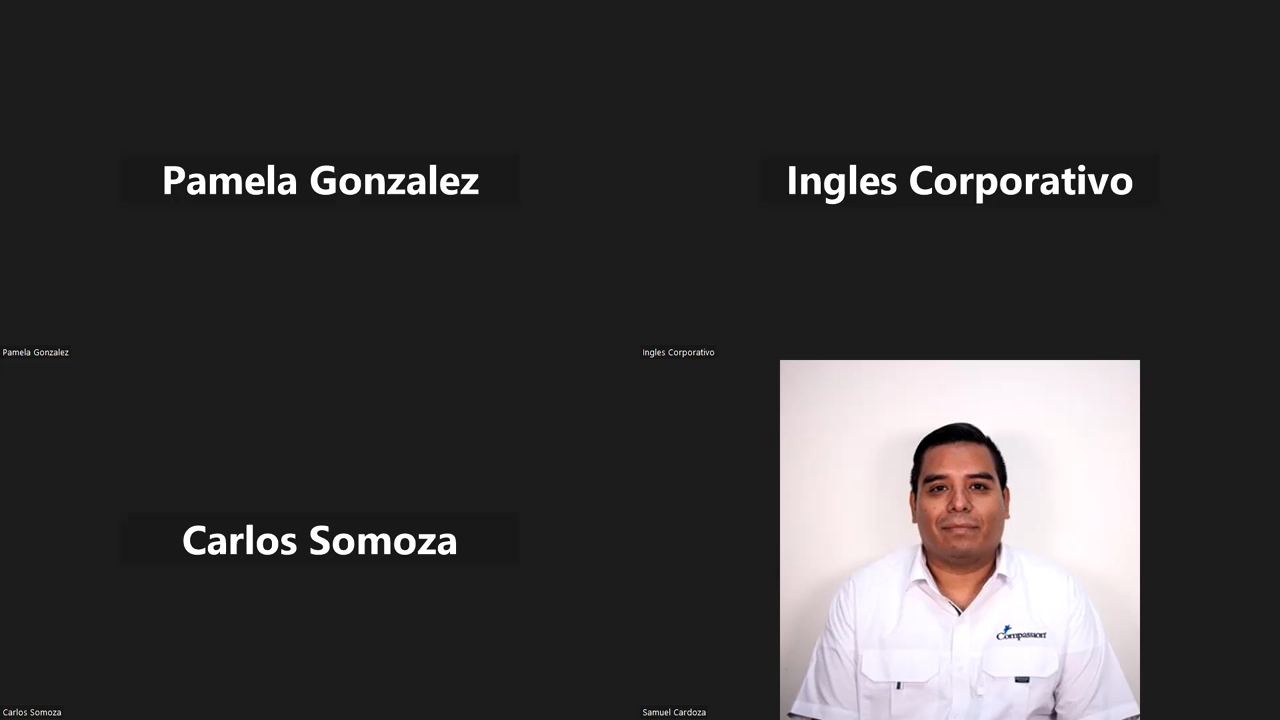 Pamela Gonzalez
Ingles Corporativo
Pamela Gonzalez
Ingles Corporativo
Carlos Somoza
Compassion
Carlos Somoza
Samuel Cardoza